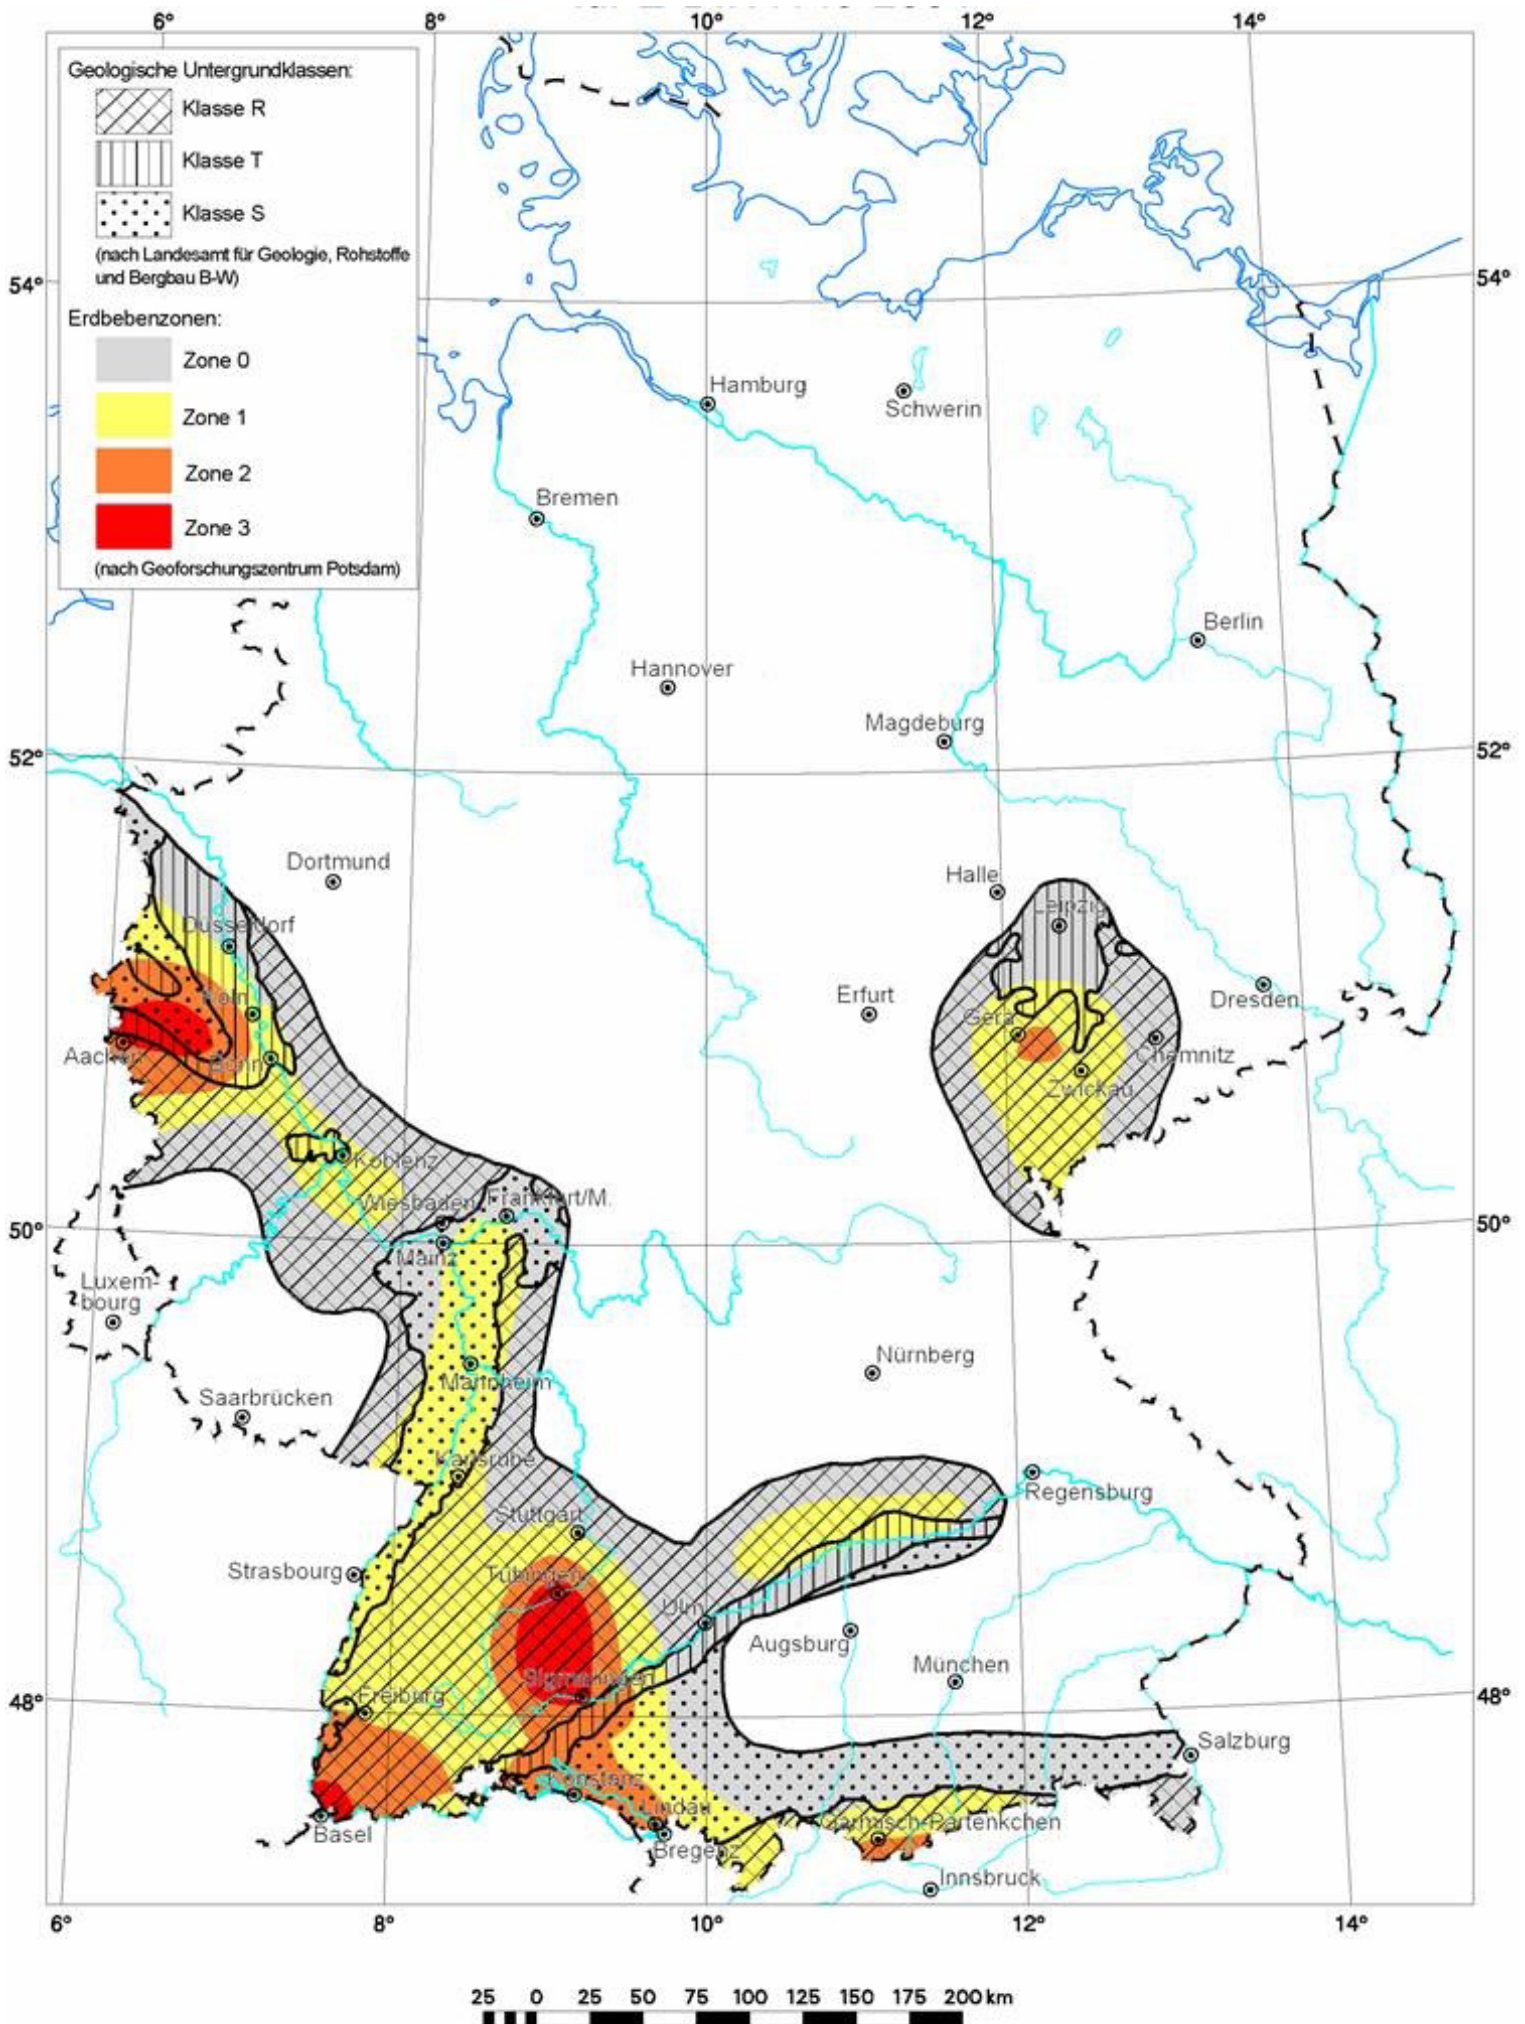 6° 8° 10° 12° 14°
Geologische Untergrundklassen:
Klasse R
Klasse T
Klasse S
(nach Landesamt für Geologie, Rohstoffe
und Bergbau B-W)
Erdbebenzonen:
Zone 0
Zone 1
Zone 2
Zone 3
(nach Geoforschungszentrum Potsdam)
54° 54°
Hamburg
Schwerin
Bremen
Berlin
Hannover
Magdeburg
52° 52°
Dortmund
Halle
Leipzig
Düsseldorf
Köln
Erfurt
Dresden
Gera
Aachen
Bonn
Chemnitz
Zwickau
Koblenz
Wiesbaden
Frankfurt/M.
50° 50°
Mainz
Luxem-
bourg
Nürnberg
Mannheim
Saarbrücken
Karlsruhe
Regensburg
Stuttgart
Strasbourg
Tübingen
Ulm
Augsburg
München
Sigmaringen
48° 48°
Freiburg
Salzburg
Konstanz
Lindau
Basel
Garmisch-Partenkchen
Bregenz
Innsbruck
6° 8° 10° 12° 14°
25 0 25 50 75 100 125 150 175 200 km